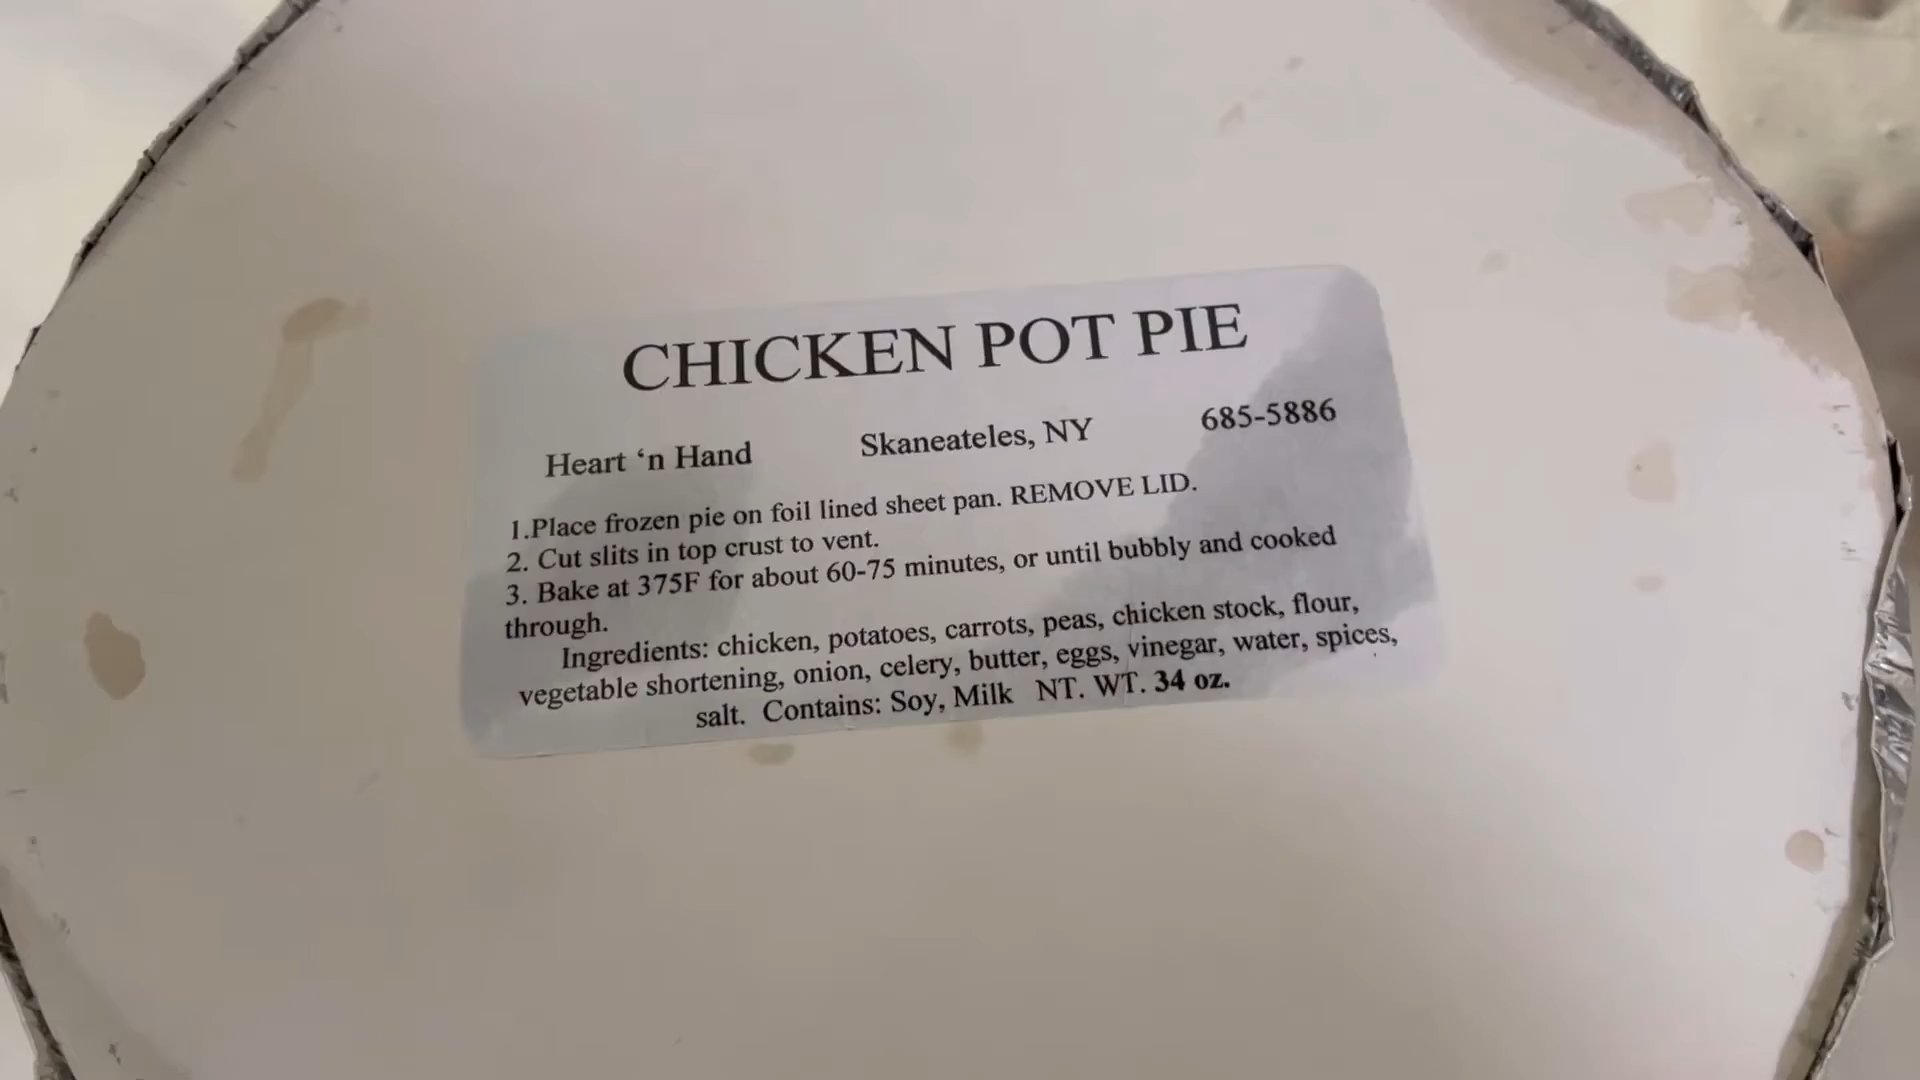 CHICKEN POT PIE
Heart ‘n Hand Skaneateles, NY 685-5886
1.Place frozen pie on foil lined sheet pan. REMOVE LID.
2. Cut slits in top crust to vent.
3. Bake at 375F for about 60-75 minutes, or until bubbly and cooked
through.
Ingredients: chicken, potatoes, carrots, peas, chicken stock, flour,
vegetable shortening, onion, celery, butter, eggs, vinegar, water, spices,
salt. Contains: Soy, Milk NT. WT. 34 oz.